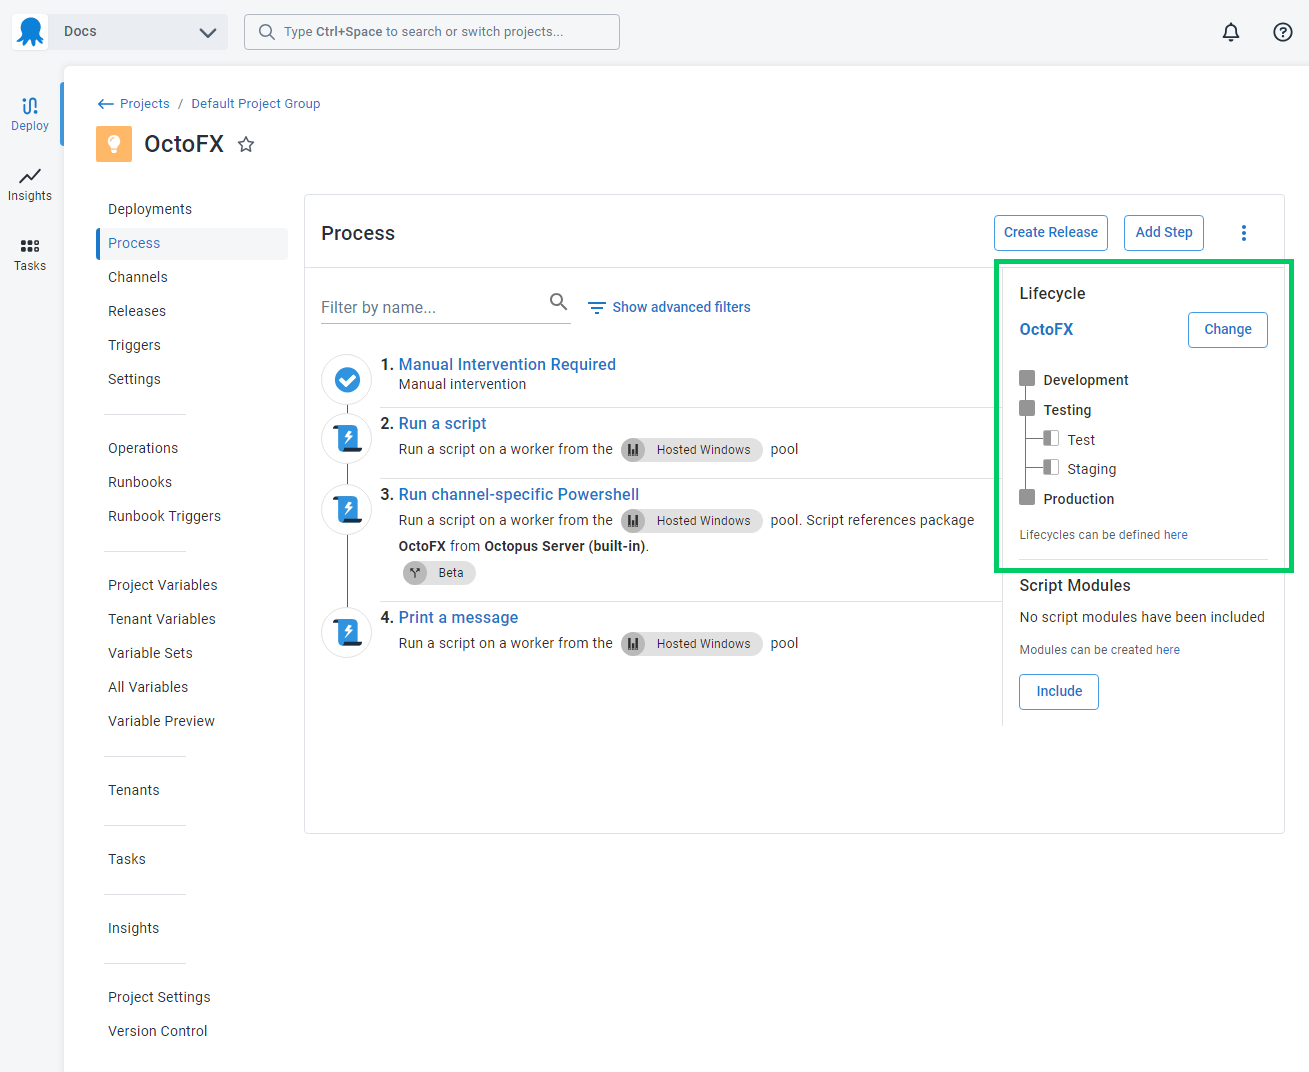 Docs
Type Ctrl+Space to search or switch projects...
Deploy
Insights
Tasks
Projects / Default Project Group
OctoFX
Deployments
Process
Channels
Releases
Triggers
Settings
Operations
Runbooks
Runbook Triggers
Project Variables
Tenant Variables
Variable Sets
All Variables
Variable Preview
Tenants
Tasks
Insights
Project Settings
Version Control
Process
Create Release
Add Step
Filter by name...
Show advanced filters
1. Manual Intervention Required
Manual intervention
2. Run a script
Run a script on a worker from the Hosted Windows pool
3. Run channel-specific Powershell
Run a script on a worker from the Hosted Windows pool. Script references package
OctoFX from Octopus Server (built-in).
Beta
4. Print a message
Run a script on a worker from the Hosted Windows pool
Lifecycle
OctoFX
Change
Development
Testing
Test
Staging
Production
Lifecycles can be defined here
Script Modules
No script modules have been included
Modules can be created here
Include